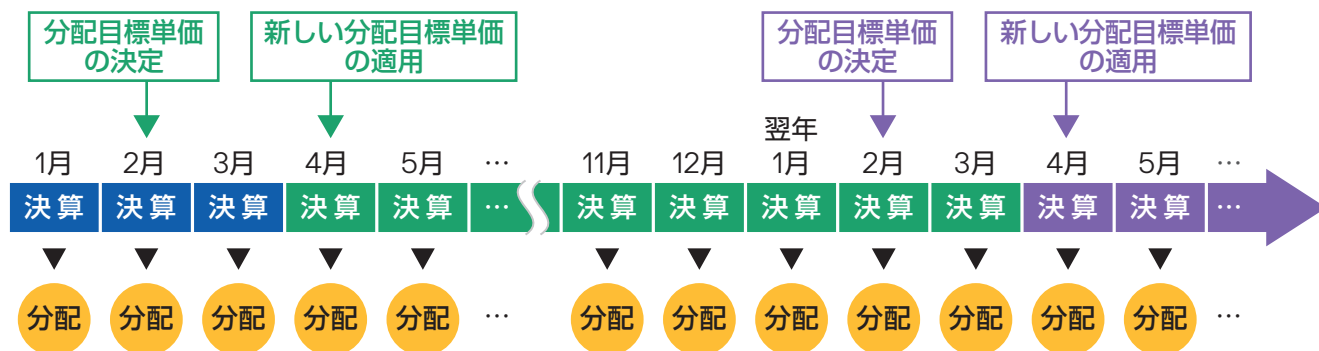 分配目標単価
の決定
新しい分配目標単価
の適用
分配目標単価
の決定
新しい分配目標単価
の適用
翌年
1月 2月 3月 4月 5月 … 11月 12月 1月 2月 3月 4月 5月 …
決算 決算 決算 決算 決算 … 決算 決算 決算 決算 決算 決算 決算 …
分配 分配 分配 分配 分配 … 分配 分配 分配 分配 分配 分配 分配 …